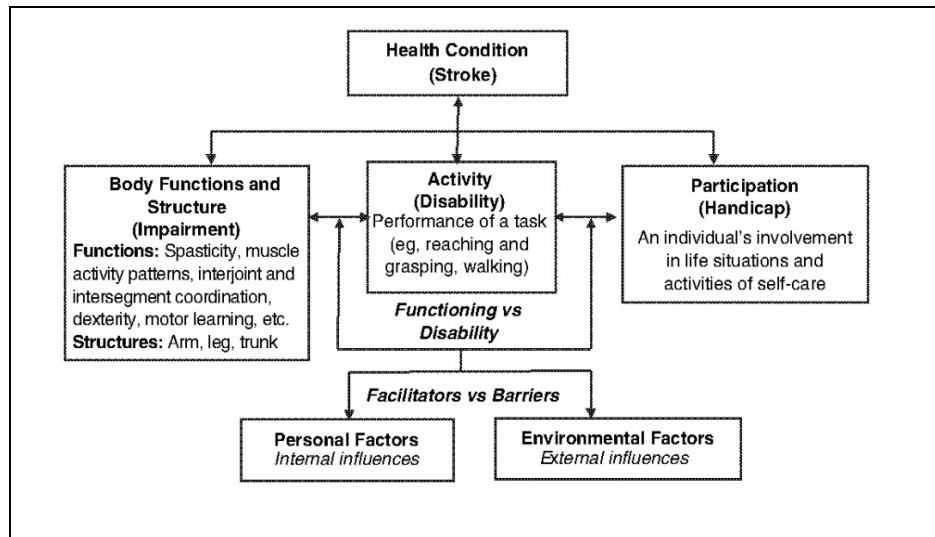 Health Condition
(Stroke)
Body Functions and
Structure
(Impairment)
Functions: Spasticity, muscle
activity patterns, interjoint and
intersegment coordination,
dexterity, motor learning, etc.
Structures: Arm, leg, trunk
Activity
(Disability)
Performance of a task
(eg, reaching and
grasping, walking)
Participation
(Handicap)
An individual's involvement
in life situations and
activities of self-care
Functioning vs
Disability
Facilitators vs Barriers
Personal Factors
Internal influences
Environmental Factors
External influences